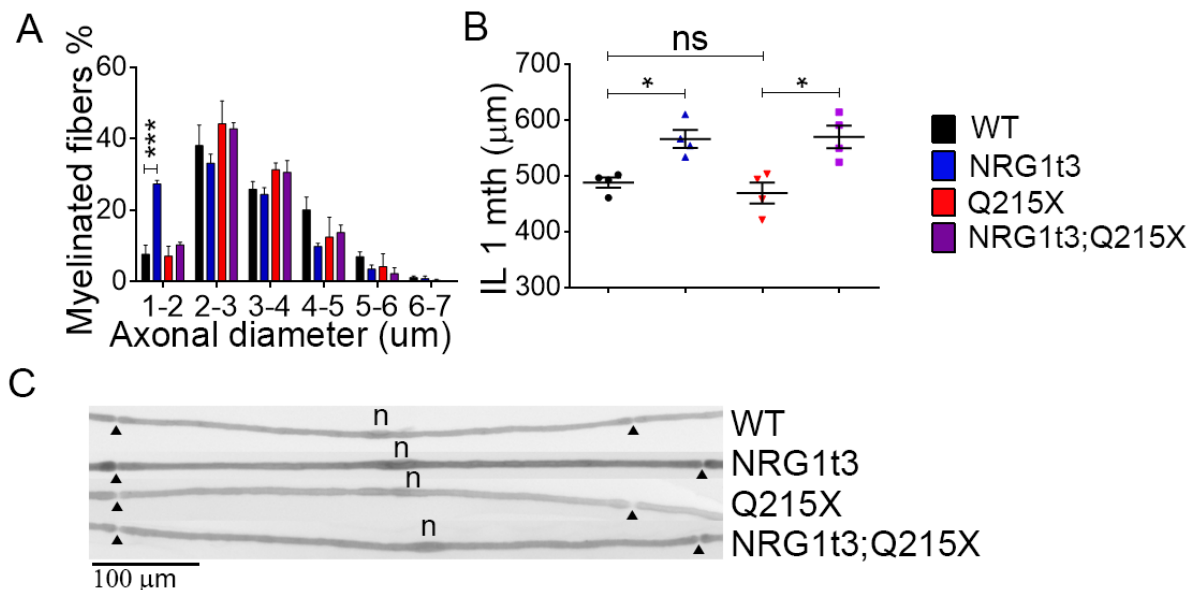 A
Myelinated fibers %
60
40
20
0
***
1-2 2-3 3-4 4-5 5-6 6-7
Axonal diameter (um)
B
IL 1 mth (μm)
700
600
500
400
300
ns
* *
WT
NRG1t3
Q215X
NRG1t3;Q215X
C
n
WT
n
NRG1t3
n
Q215X
n
NRG1t3;Q215X
100 μm